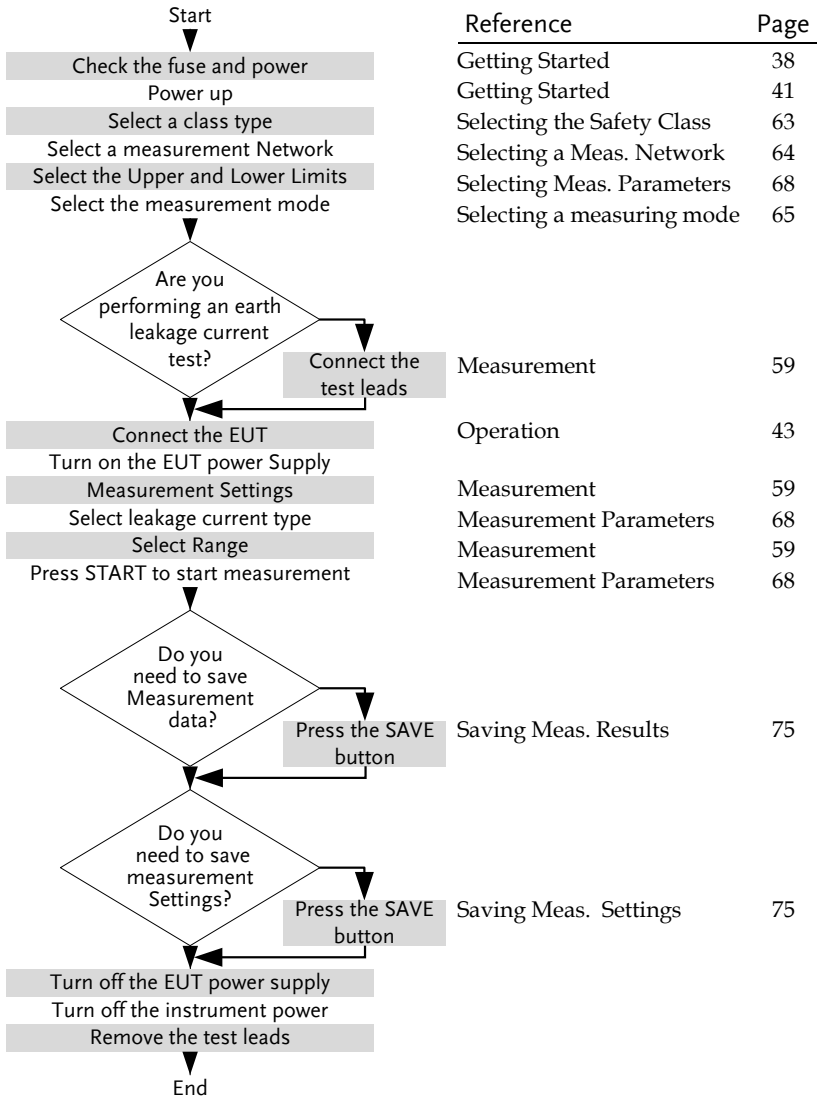 Start
Reference Page
Check the fuse and power Getting Started 38
Power up Getting Started 41
Select a class type Selecting the Safety Class 63
Select a measurement Network Selecting a Meas. Network 64
Select the Upper and Lower Limits Selecting Meas. Parameters 68
Select the measurement mode Selecting a measuring mode 65
Are you
performing an earth
leakage current
test?
Connect the
test leads
Measurement 59
Connect the EUT Operation 43
Turn on the EUT power Supply
Measurement Settings Measurement 59
Select leakage current type Measurement Parameters 68
Select Range Measurement 59
Press START to start measurement Measurement Parameters 68
Do you
need to save
Measurement
data?
Press the SAVE
button
Saving Meas. Results 75
Do you
need to save
measurement
Settings?
Press the SAVE
button
Saving Meas. Settings 75
Turn off the EUT power supply
Turn off the instrument power
Remove the test leads
End